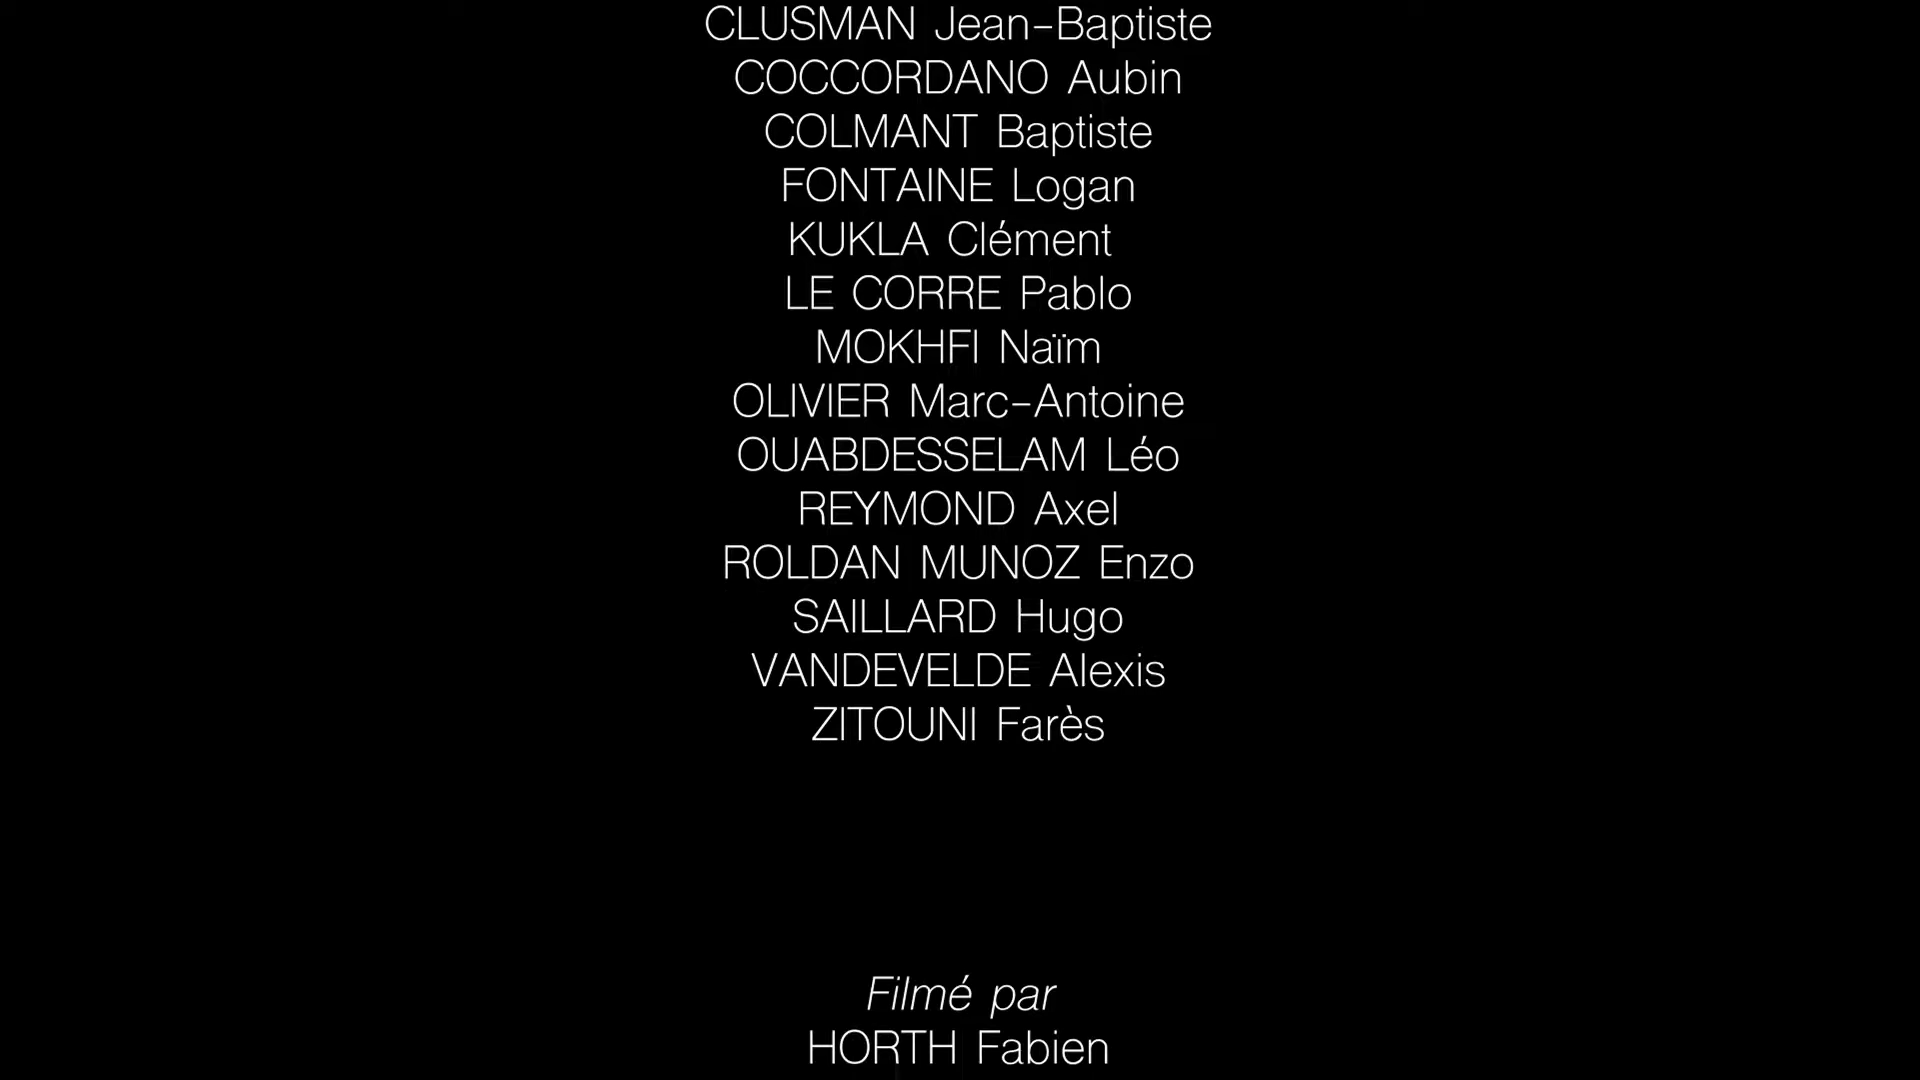 CLUSMAN Jean-Baptiste
COCCORDANO Aubin
COLMANT Baptiste
FONTAINE Logan
KUKLA Clément
LE CORRE Pablo
MOKHFI Naïm
OLIVIER Marc-Antoine
OUABDESSELAM Léo
REYMOND Axel
ROLDAN MUNOZ Enzo
SAILLARD Hugo
VANDEVELDE Alexis
ZITOUNI Farès
Filmé par
HORTH Fabien